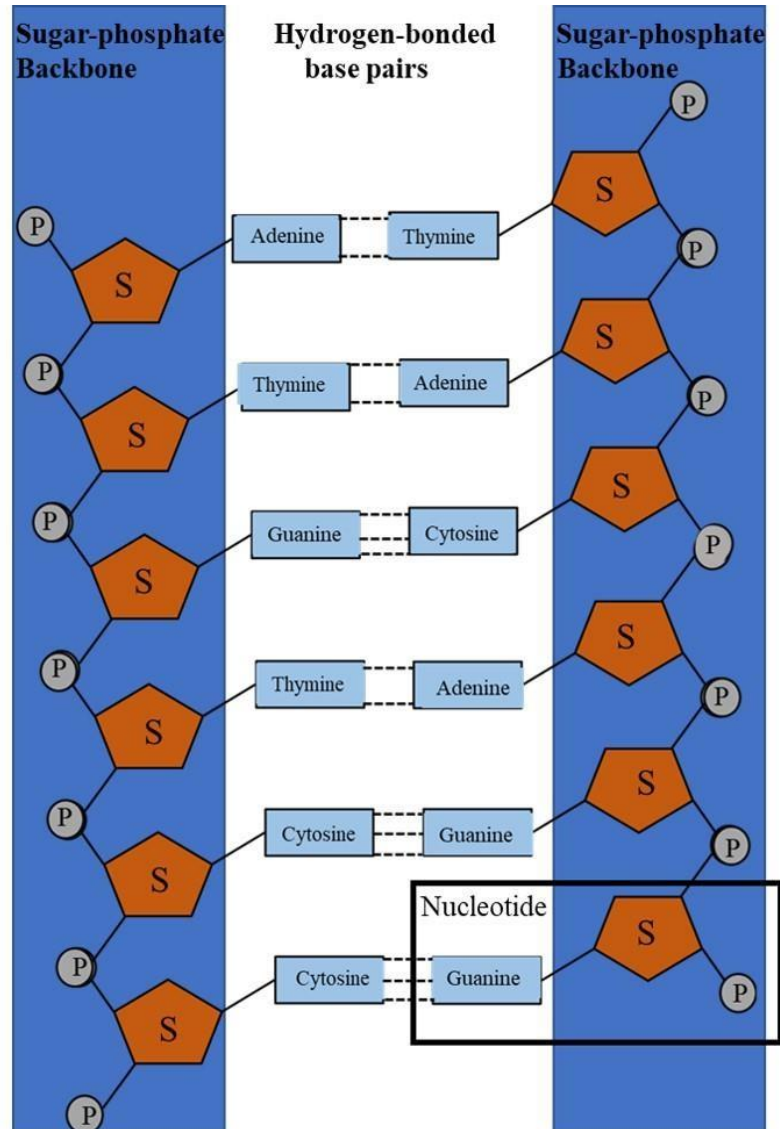 Sugar-phosphate
Backbone
Hydrogen-bonded
base pairs
Sugar-phosphate
Backbone
P
S
P
S
Adenine
Thymine
P
P
S
Thymine
Adenine
S
P
P
S
Guanine
Cytosine
S
P
P
S
Thymine
Adenine
S
P
P
S
Cytosine
Guanine
S
P
P
S
Nucleotide
S
Cytosine
Guanine
P
P
S
P